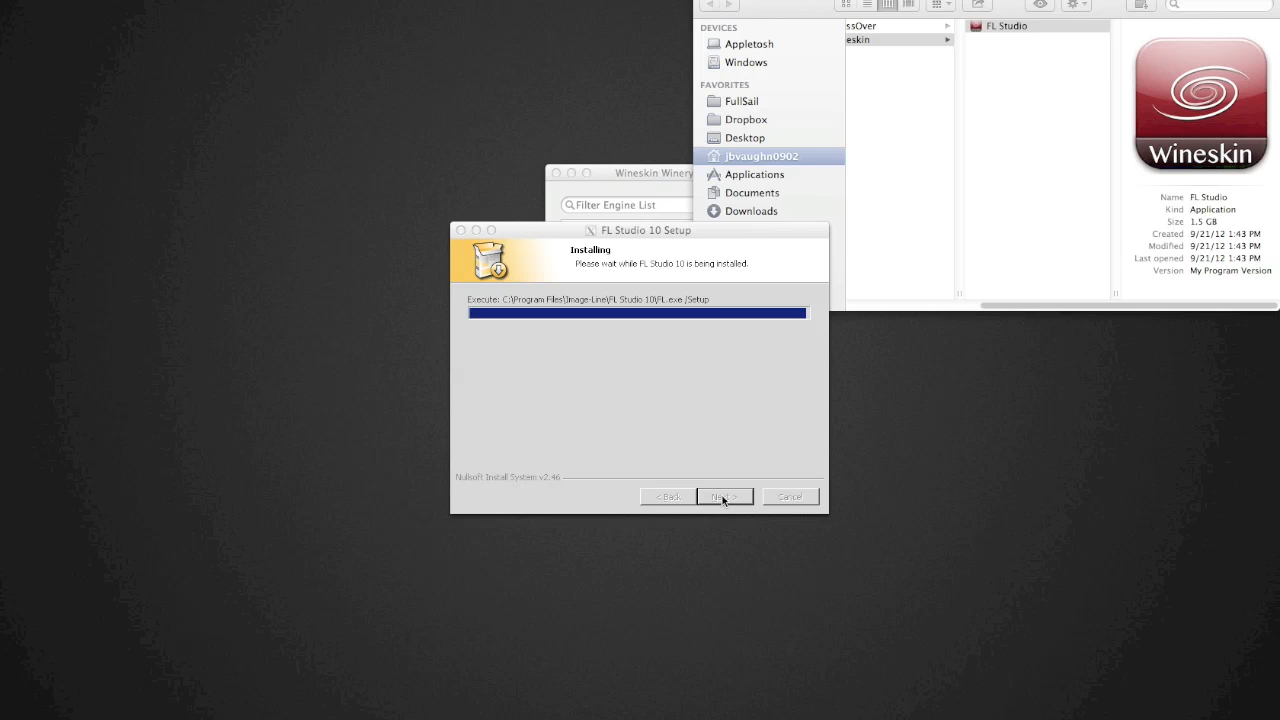 DEVICES
Appletosh
Windows
FAVORITES
FullSail
Dropbox
Desktop
jbvaughn0902
Applications
Documents
Downloads
ssOver
eskin
FL Studio
Wineskin
Name FL Studio
Kind Application
Size 1.5 GB
Created 9/21/12 1:43 PM
Modified 9/21/12 1:43 PM
Last opened 9/21/12 1:43 PM
Version My Program Version
Wineskin Winery
Filter Engine List
FL Studio 10 Setup
Installing
Please wait while FL Studio 10 is being installed.
Execute: C:\Program Files\Image-Line\FL Studio 10\FL.exe /Setup
Nullsoft Install System v2.46
< Back
Next >
Cancel